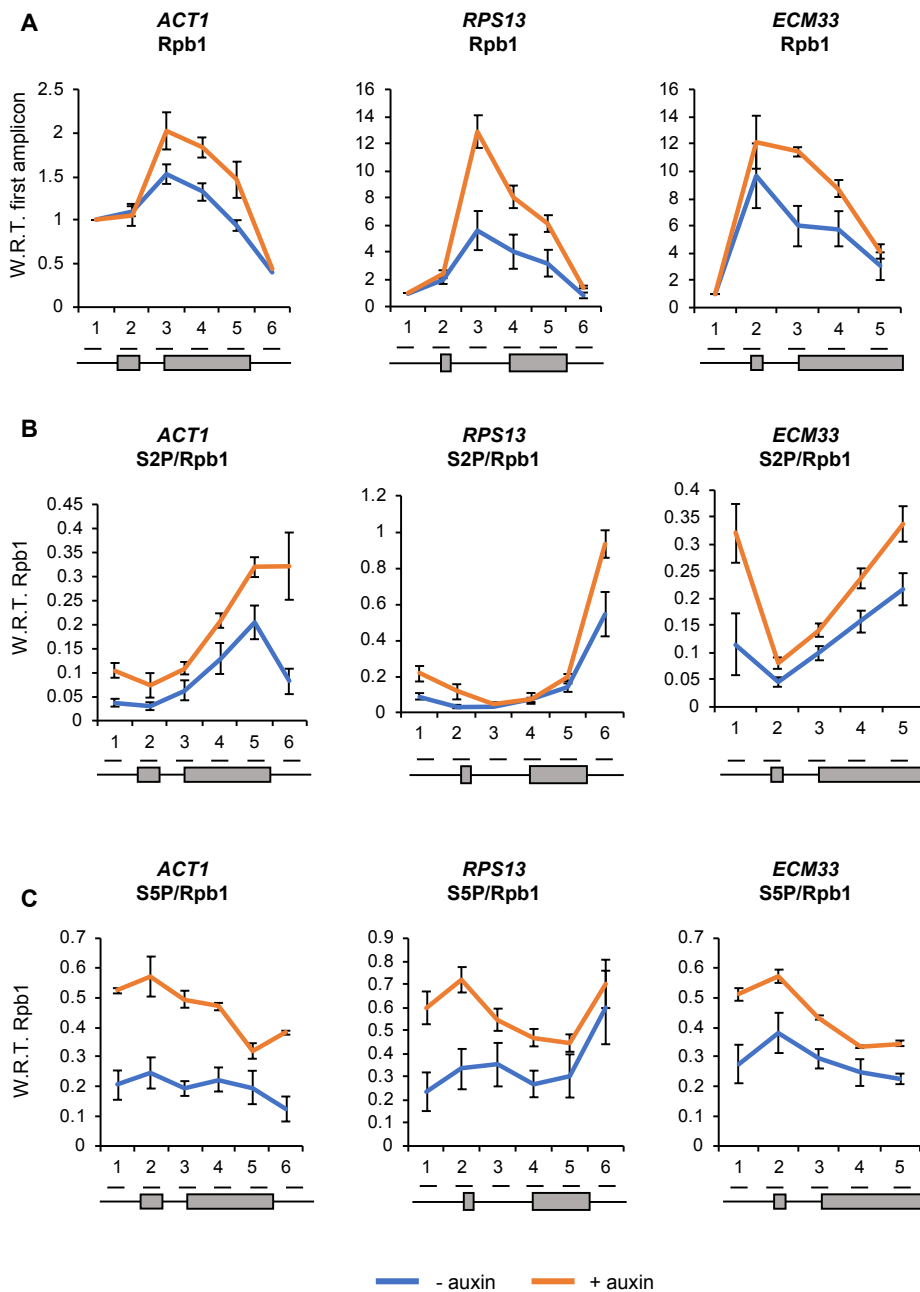 A
ACT1
Rpb1
RPS13
Rpb1
ECM33
Rpb1
W.R.T. first amplicon
2.5
2
1.5
1
0.5
0
1 2 3 4 5 6
16
14
12
10
8
6
4
2
0
1 2 3 4 5 6
16
14
12
10
8
6
4
2
0
1 2 3 4 5
B
ACT1
S2P/Rpb1
RPS13
S2P/Rpb1
ECM33
S2P/Rpb1
W.R.T. Rpb1
0.45
0.4
0.35
0.3
0.25
0.2
0.15
0.1
0.05
0
1 2 3 4 5 6
1.2
1
0.8
0.6
0.4
0.2
0
1 2 3 4 5 6
0.4
0.35
0.3
0.25
0.2
0.15
0.1
0.05
0
1 2 3 4 5
C
ACT1
S5P/Rpb1
RPS13
S5P/Rpb1
ECM33
S5P/Rpb1
W.R.T. Rpb1
0.7
0.6
0.5
0.4
0.3
0.2
0.1
0
1 2 3 4 5 6
0.9
0.8
0.7
0.6
0.5
0.4
0.3
0.2
0.1
0
1 2 3 4 5 6
0.7
0.6
0.5
0.4
0.3
0.2
0.1
0
1 2 3 4 5
- auxin + auxin